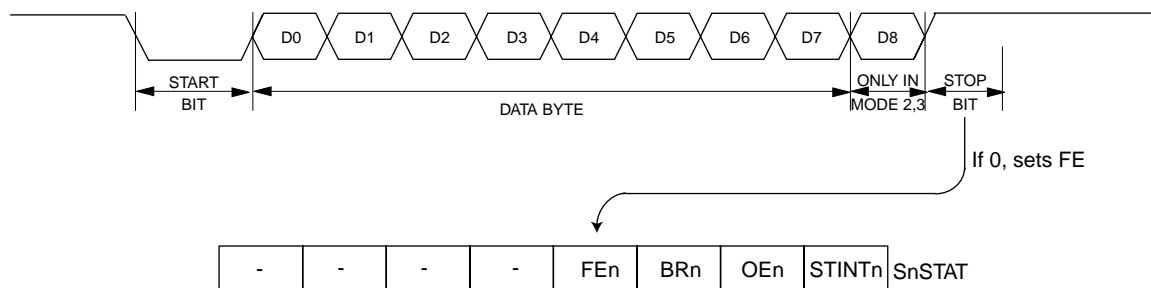 D0 D1 D2 D3 D4 D5 D6 D7 D8
START
BIT
DATA BYTE
ONLY IN
MODE 2,3
STOP
BIT
If 0, sets FE
- - - - FEn BRn OEn STINTn SnSTAT